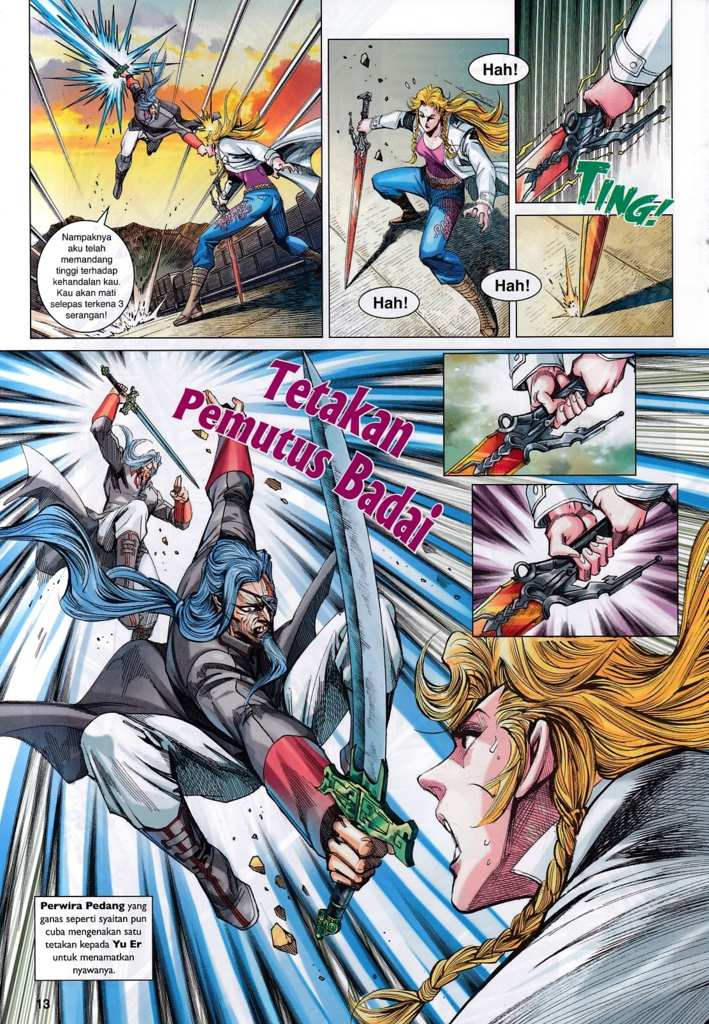 Nampaknya
aku telah
memandang
tinggi terhadap
kehandalan kau.
Kau akan mati
selepas terkena 3
serangan!
Hah!
Hah!
Hah!
TING!
Tetakan
Pemutus Badai
Perwira Pedang yang
ganas seperti syaitan pun
cuba mengenakan satu
tetakan kepada Yu Er
untuk menamatkan
nyawanya.
13